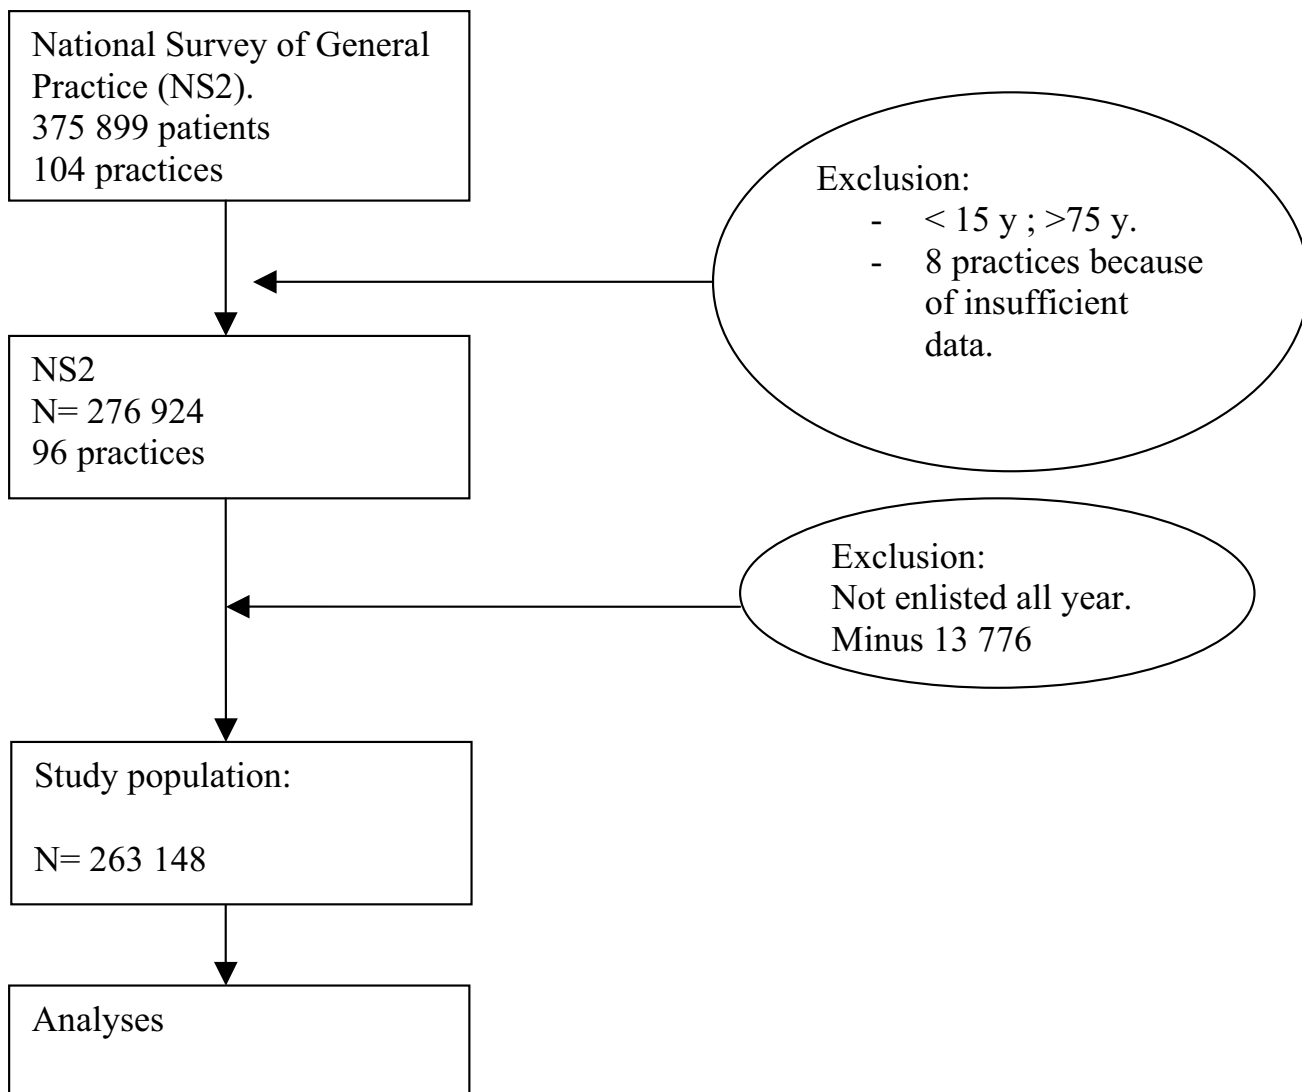 National Survey of General
Practice (NS2).
375 899 patients
104 practices
Exclusion:
- < 15 y ; >75 y.
- 8 practices because
of insufficient
data.
NS2
N= 276 924
96 practices
Exclusion:
Not enlisted all year.
Minus 13 776
Study population:
N= 263 148
Analyses